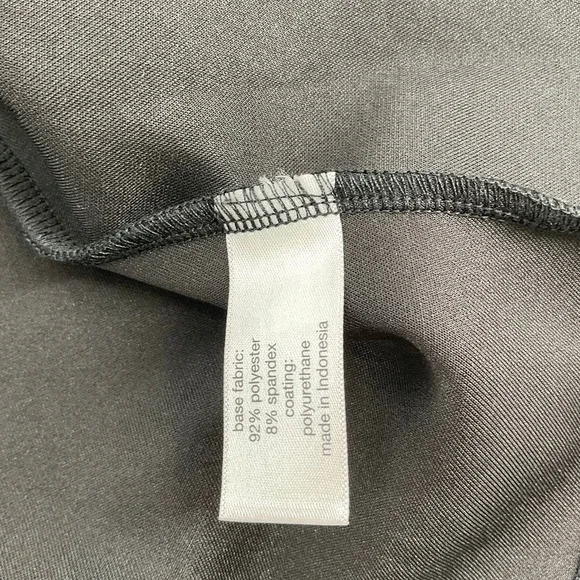 base fabric:
92% polyester
8% spandex
coating:
polyurethane
made in Indonesia